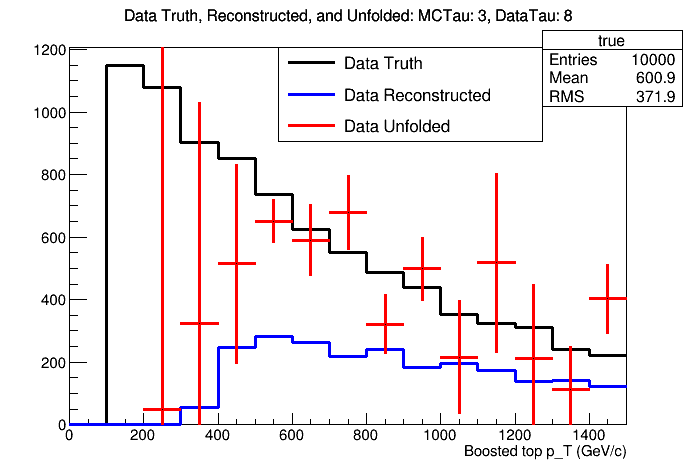 Data Truth, Reconstructed, and Unfolded: MCTau: 3, DataTau: 8
true
Entries 10000
Mean 600.9
RMS 371.9
Data Truth
Data Reconstructed
Data Unfolded
1200
1000
800
600
400
200
0
0 200 400 600 800 1000 1200 1400
Boosted top p_T (GeV/c)